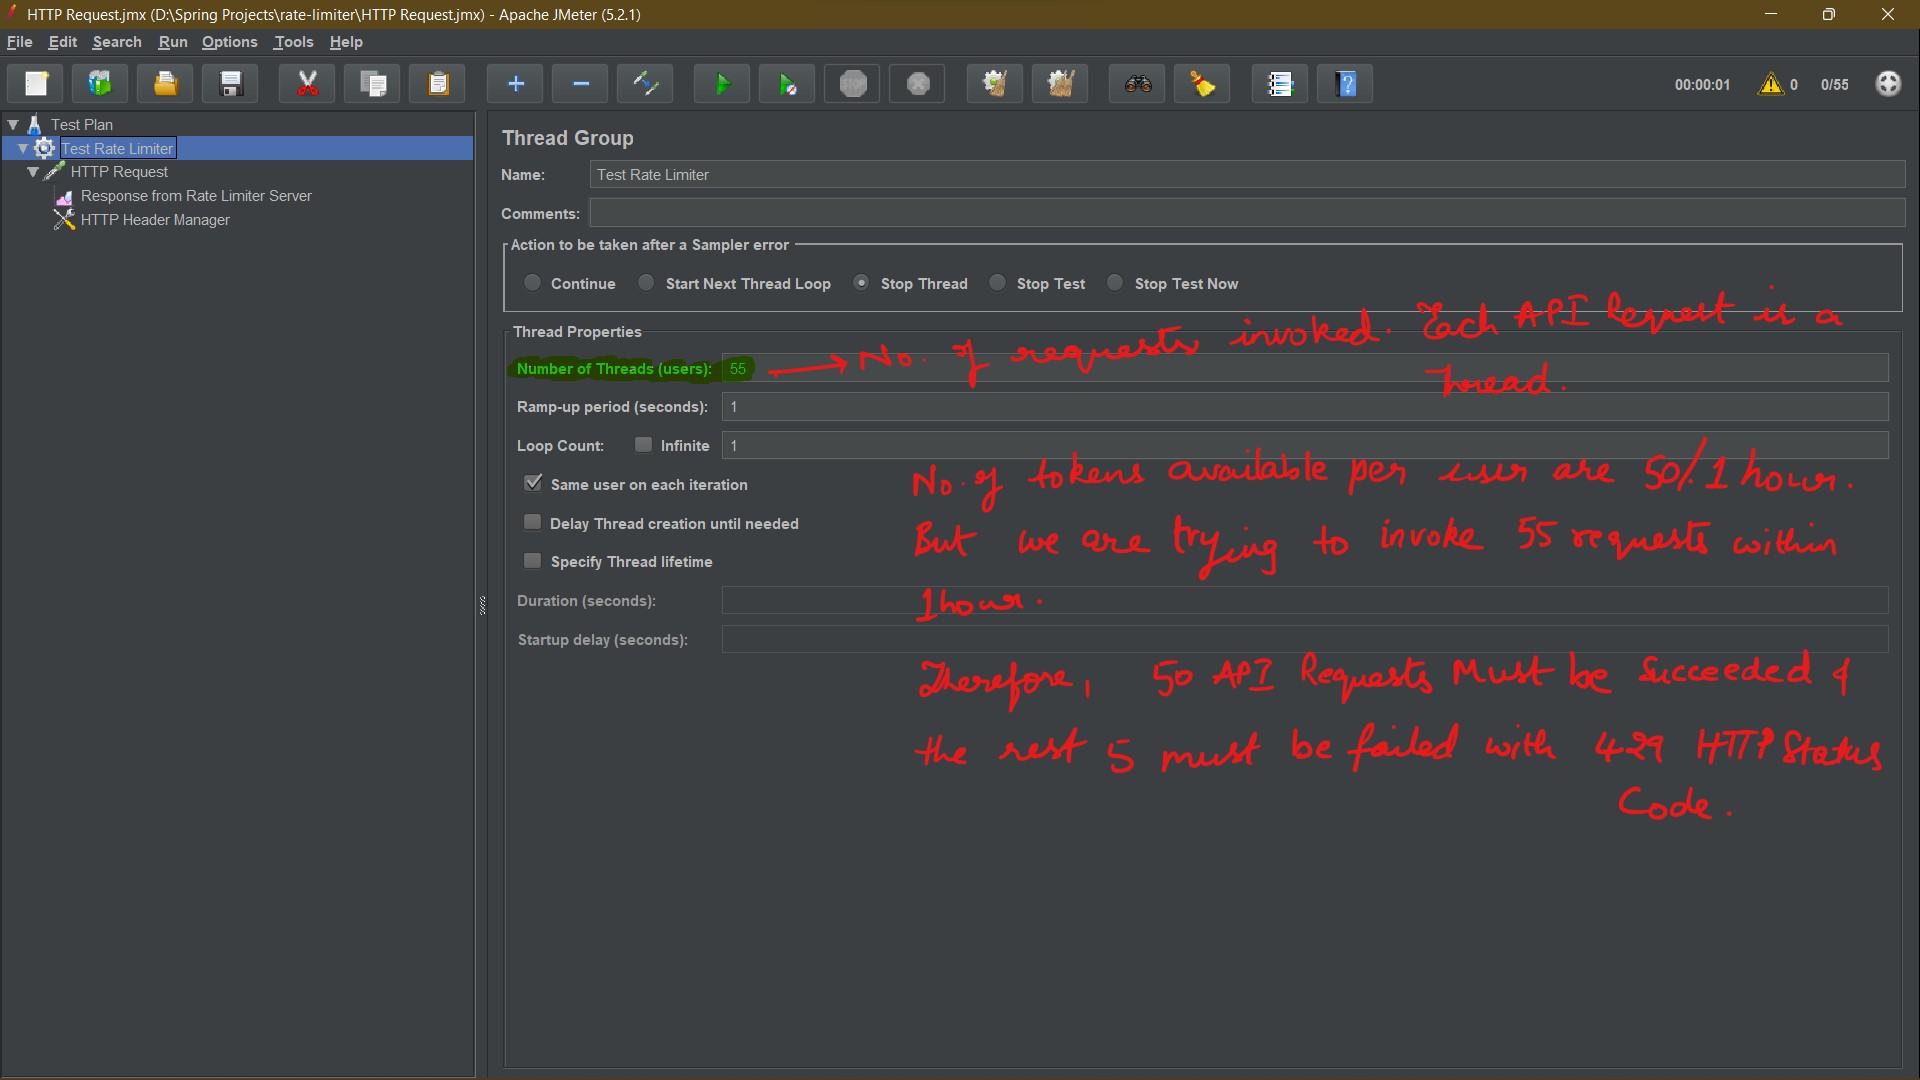 HTTP Request.jmx (D:\Spring Projects\rate-limiter\HTTP Request.jmx) - Apache JMeter (5.2.1)
File Edit Search Run Options Tools Help
STOP
00:00:01 0 0/55
Test Plan
Test Rate Limiter
HTTP Request
Response from Rate Limiter Server
HTTP Header Manager
Thread Group
Name: Test Rate Limiter
Comments:
Action to be taken after a Sampler error
Continue Start Next Thread Loop Stop Thread Stop Test Stop Test Now
Thread Properties
Number of Threads (users): 55
No. of requests invoked. Each API Request is a
Thread.
Ramp-up period (seconds): 1
Loop Count: Infinite 1
Same user on each iteration
No. of tokens available per user are 50/1 hour.
Delay Thread creation until needed
But we are trying to invoke 55 requests within
Specify Thread lifetime
Duration (seconds):
1 hour.
Startup delay (seconds):
Therefore, 50 API Requests Must be Succeeded &
the rest 5 must be failed with 429 HTTP Status
Code.